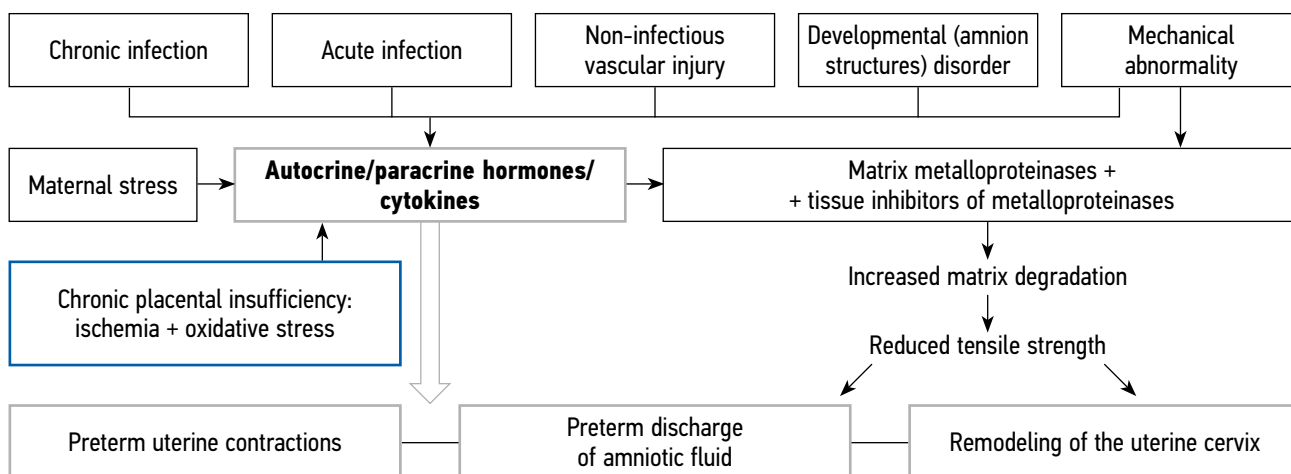 Chronic infection
Acute infection
Non-infectious
vascular injury
Developmental (amnion
structures) disorder
Mechanical
abnormality
Maternal stress
Autocrine/paracrine hormones/
cytokines
Matrix metalloproteinases +
+ tissue inhibitors of metalloproteinases
Chronic placental insufficiency:
ischemia + oxidative stress
Increased matrix degradation
Reduced tensile strength
Preterm uterine contractions
Preterm discharge
of amniotic fluid
Remodeling of the uterine cervix